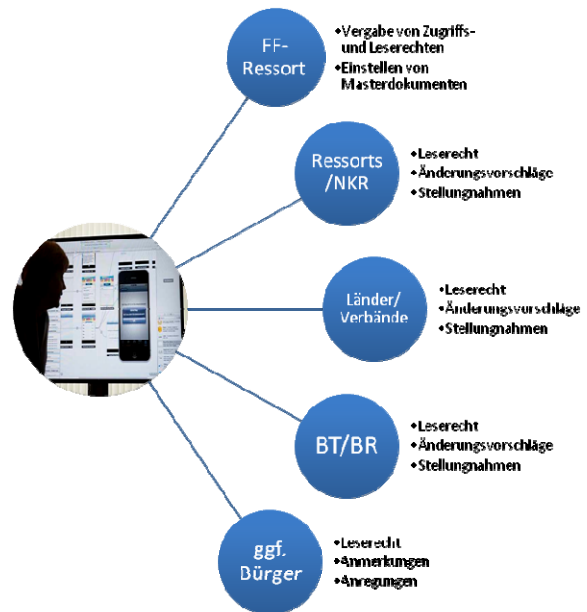 FF-
Ressort
•Vergabe von Zugriffs-
und Leserechten
•Einstellen von
Masterdokumenten
Ressorts
/NKR
•Leserecht
•Änderungsvorschläge
•Stellungnahmen
Länder/
Verbände
•Leserecht
•Änderungsvorschläge
•Stellungnahmen
BT/BR
•Leserecht
•Änderungsvorschläge
•Stellungnahmen
ggf.
Bürger
•Leserecht
•Anmerkungen
•Anregungen